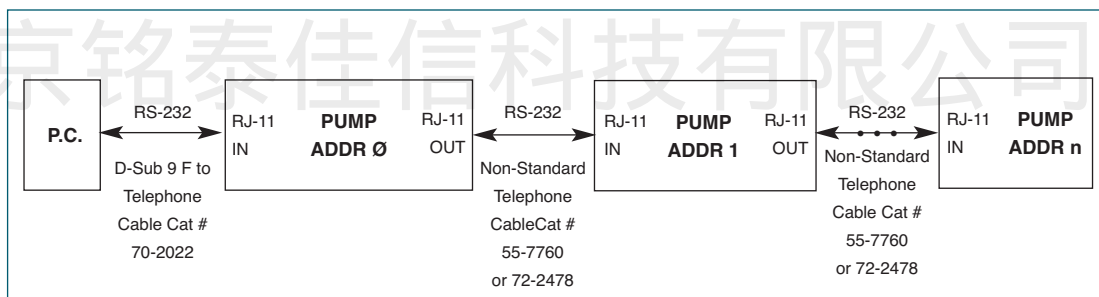 京铭泰佳信科技有限公司
P.C.
RS-232
D-Sub 9 F to
Telephone
Cable Cat #
70-2022
RJ-11
IN
PUMP
ADDR Ø
RJ-11
OUT
RS-232
Non-Standard
Telephone
CableCat #
55-7760
or 72-2478
RJ-11
IN
PUMP
ADDR 1
RJ-11
OUT
RS-232
Non-Standard
Telephone
Cable Cat #
55-7760
or 72-2478
RJ-11
IN
PUMP
ADDR n